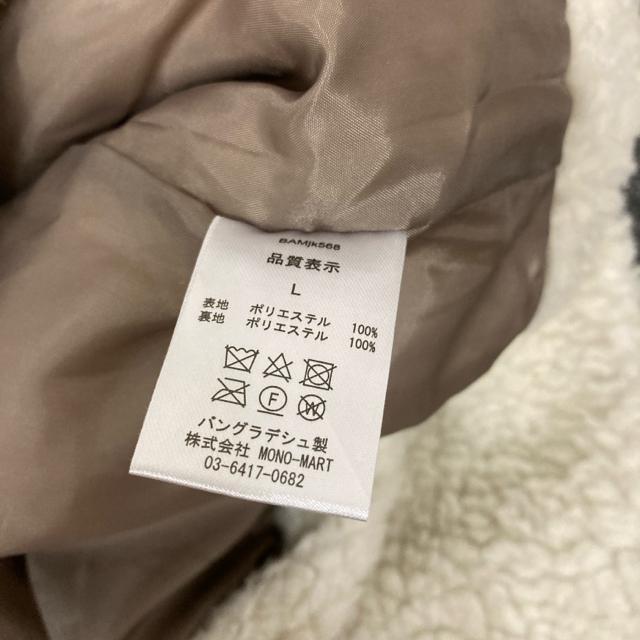 BAMjk568
品質表示
L
表地 ポリエステル 100%
裏地 ポリエステル 100%
F W
バングラデシュ製
株式会社 MONO-MART
03-6417-0682